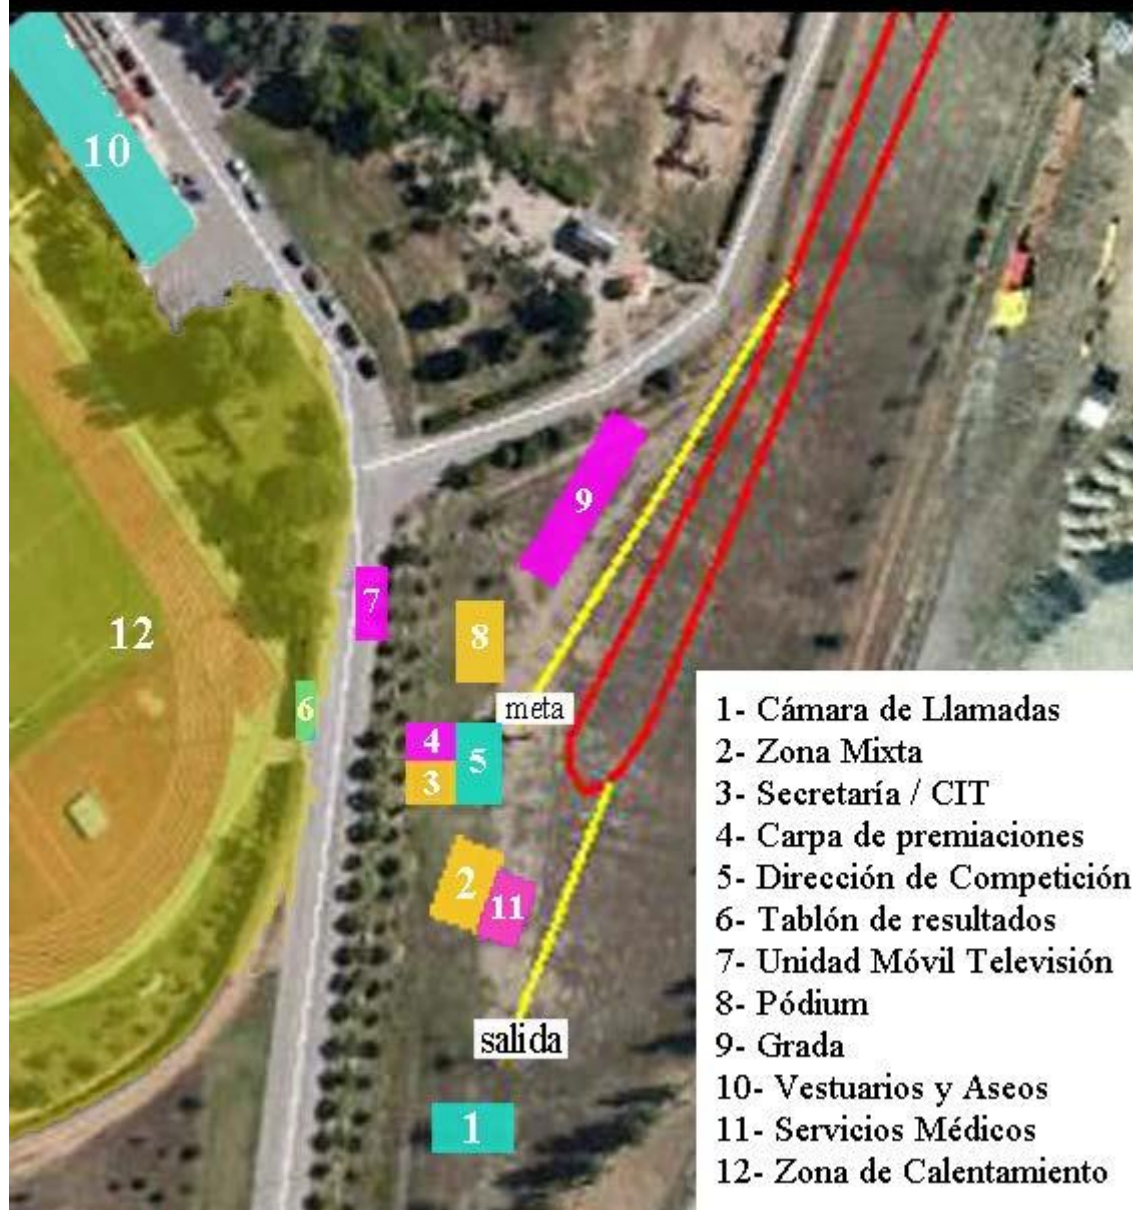 10
9
7
8
12
6
meta
4
5
3
2
11
salida
1
1- Cámara de Llamadas
2- Zona Mixta
3- Secretaría / CIT
4- Carpa de premiaciones
5- Dirección de Competición
6- Tablón de resultados
7- Unidad Móvil Televisión
8- Pódium
9- Grada
10- Vestuarios y Aseos
11- Servicios Médicos
12- Zona de Calentamiento